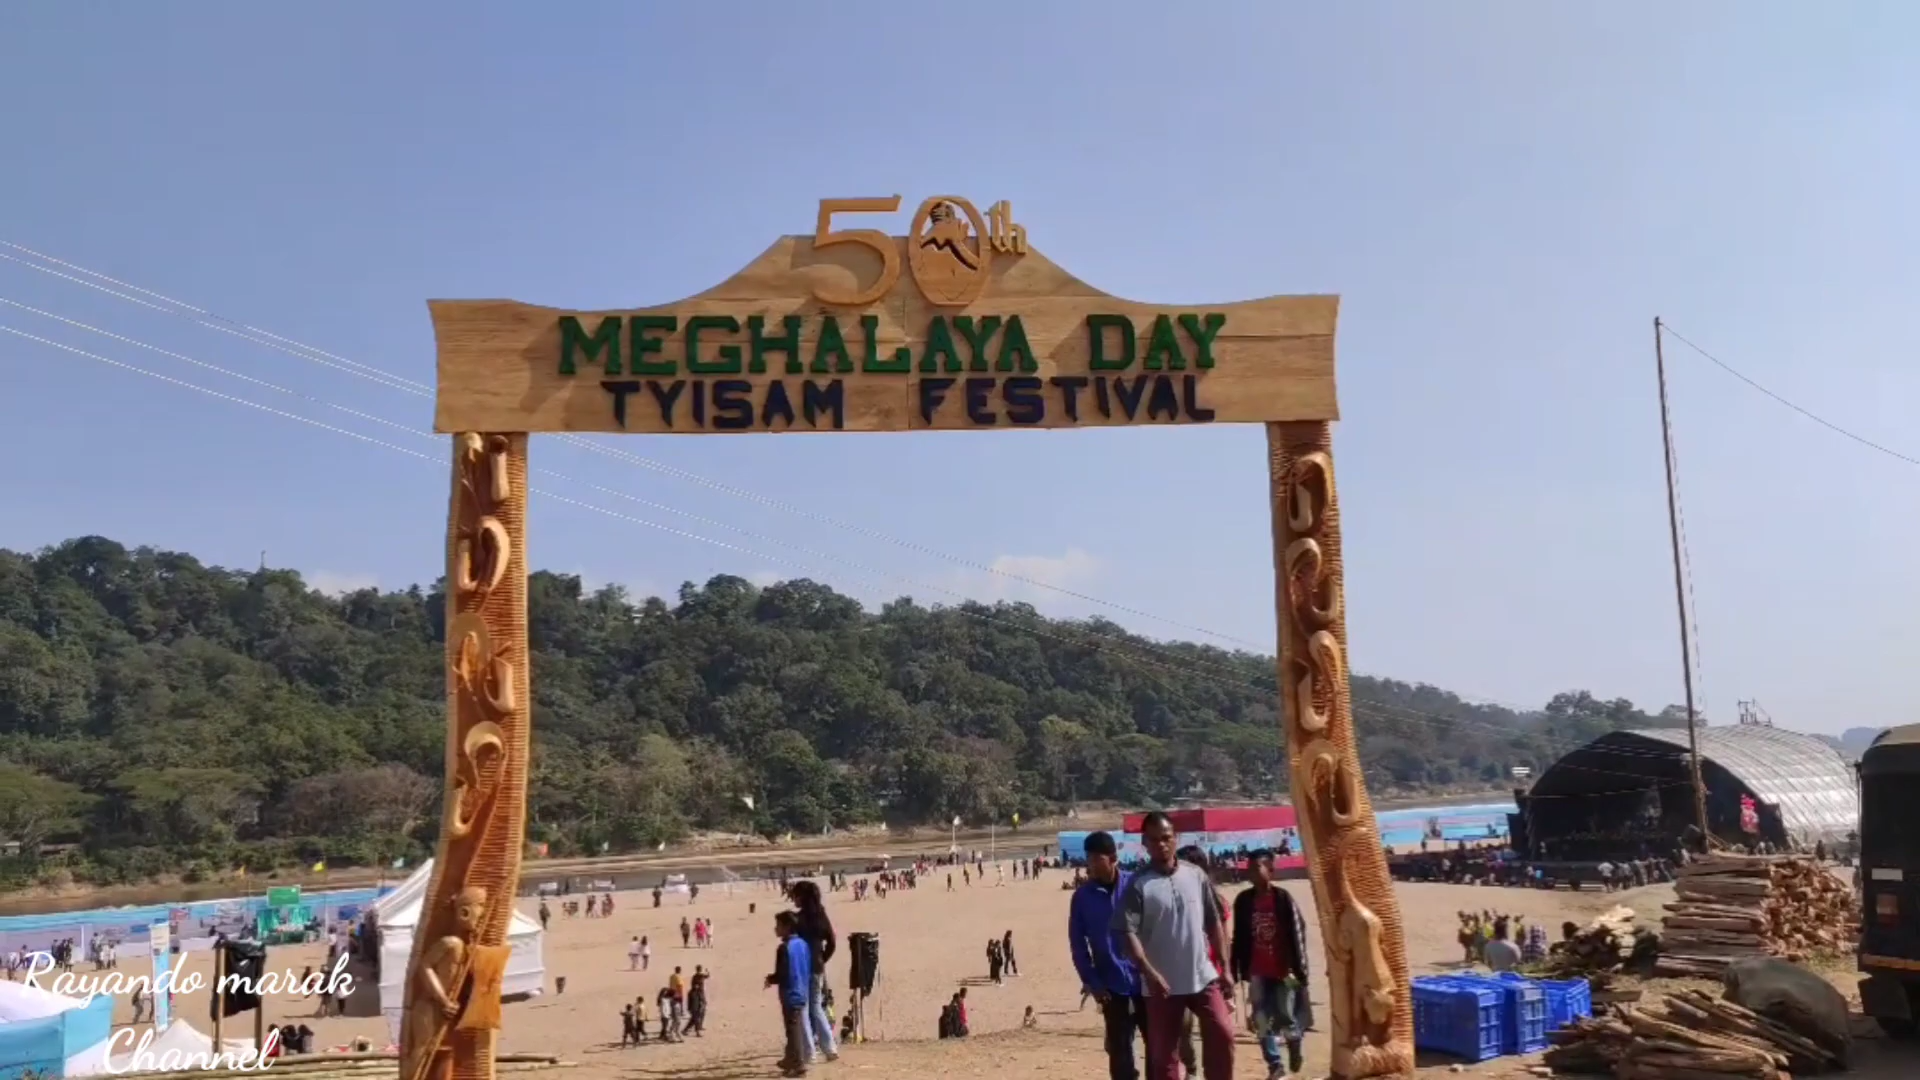 50th
MEGHALAYA DAY
TYISAM FESTIVAL
Rayando marak
Channel